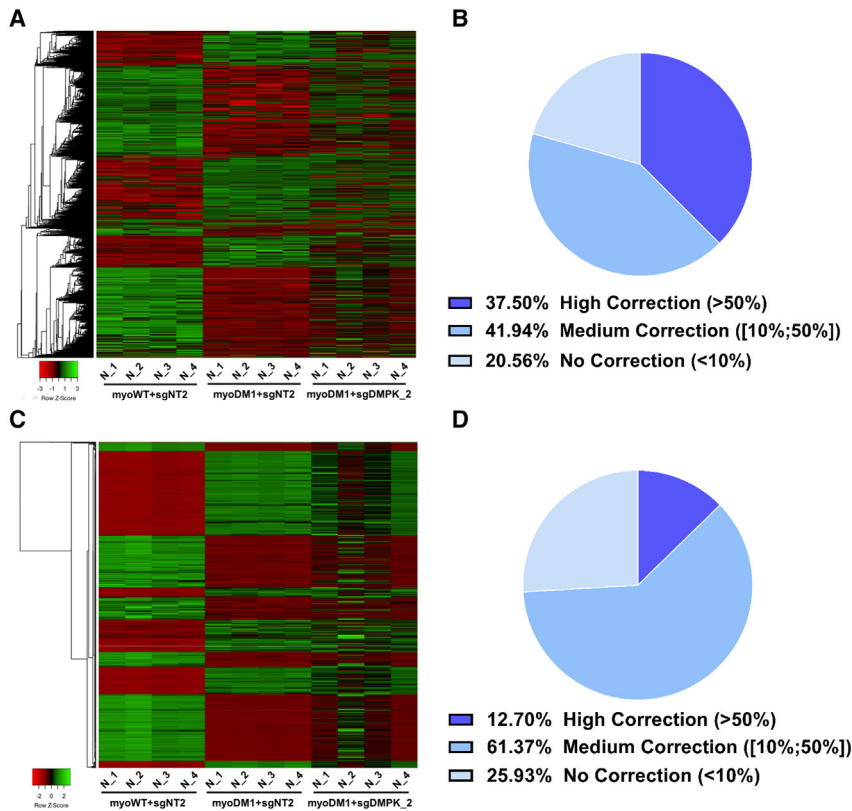 A
B
N_1 N_2 N_3 N_4 N_1 N_2 N_3 N_4 N_1 N_2 N_3 N_4
-3 -1 1 3
Row Z-Score
myoWT+sgNT2 myoDM1+sgNT2 myoDM1+sgDMPK_2
37.50% High Correction (>50%)
41.94% Medium Correction ([10%;50%])
20.56% No Correction (<10%)
C
D
N_1 N_2 N_3 N_4 N_1 N_2 N_3 N_4 N_1 N_2 N_3 N_4
-2 0 2
Row Z-Score
myoWT+sgNT2 myoDM1+sgNT2 myoDM1+sgDMPK_2
12.70% High Correction (>50%)
61.37% Medium Correction ([10%;50%])
25.93% No Correction (<10%)